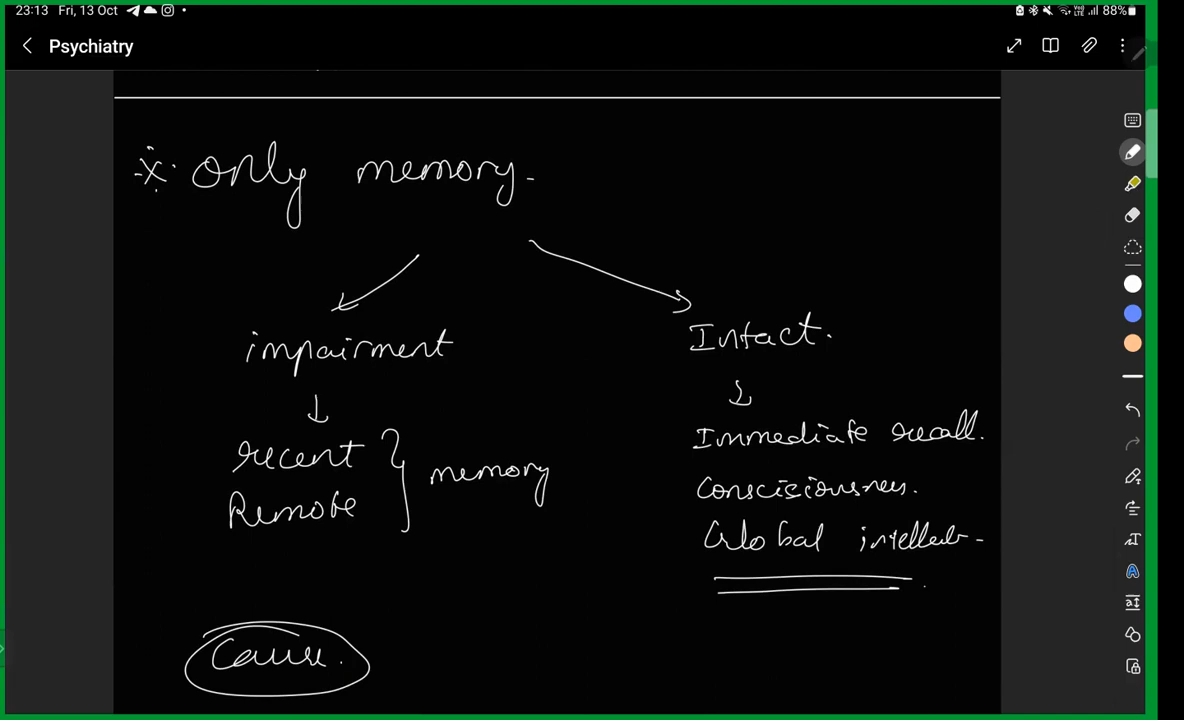 23:13 Fri, 13 Oct
88%
Psychiatry
only memory.
impairment
Intact.
recent
Remote
memory
Immediate recall.
Consciciousness.
Global intellect
Cause.